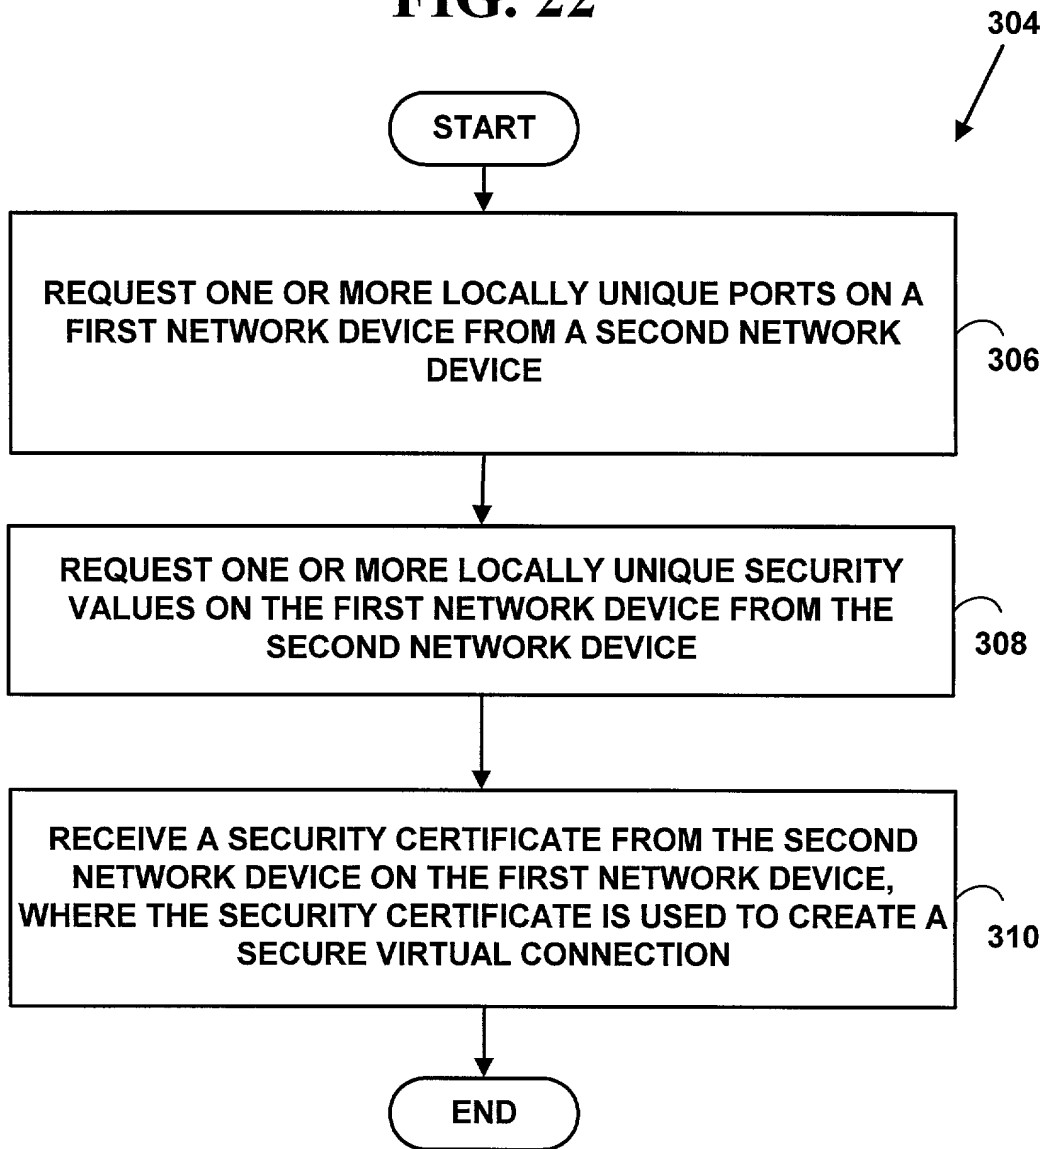 FIG. 22
304
START
REQUEST ONE OR MORE LOCALLY UNIQUE PORTS ON A
FIRST NETWORK DEVICE FROM A SECOND NETWORK
DEVICE
306
REQUEST ONE OR MORE LOCALLY UNIQUE SECURITY
VALUES ON THE FIRST NETWORK DEVICE FROM THE
SECOND NETWORK DEVICE
308
RECEIVE A SECURITY CERTIFICATE FROM THE SECOND
NETWORK DEVICE ON THE FIRST NETWORK DEVICE,
WHERE THE SECURITY CERTIFICATE IS USED TO CREATE A
SECURE VIRTUAL CONNECTION
310
END